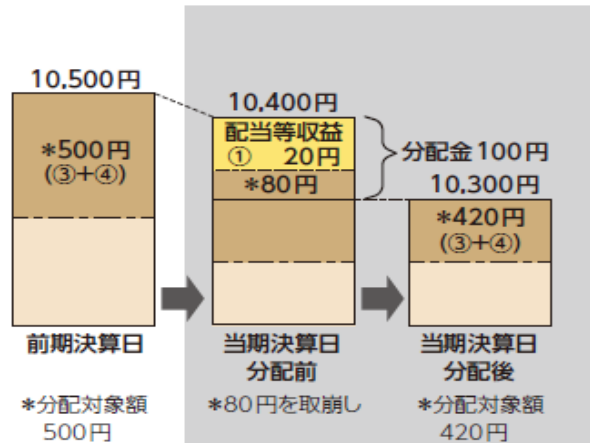 10,500円
*500円
(③+④)
前期決算日
*分配対象額
500円
10,400円
配当等収益
① 20円
*80円
分配金100円
当期決算日
分配前
*80円を取崩し
10,300円
*420円
(③+④)
当期決算日
分配後
*分配対象額
420円